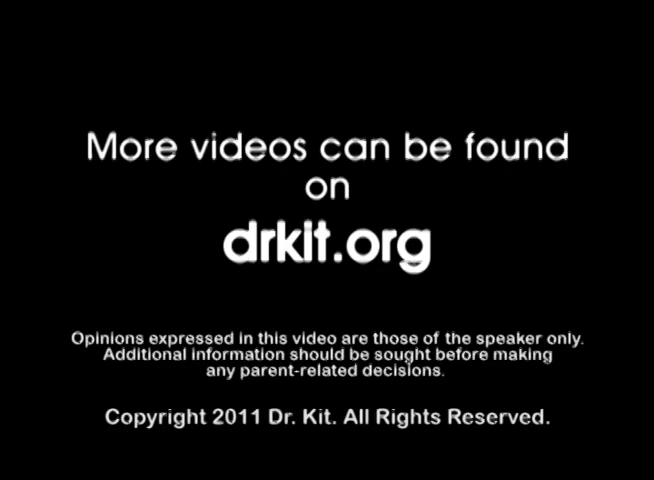 More videos can be found
on
drkit.org
Opinions expressed in this video are those of the speaker only.
Additional information should be sought before making
any parent-related decisions.
Copyright 2011 Dr. Kit. All Rights Reserved.